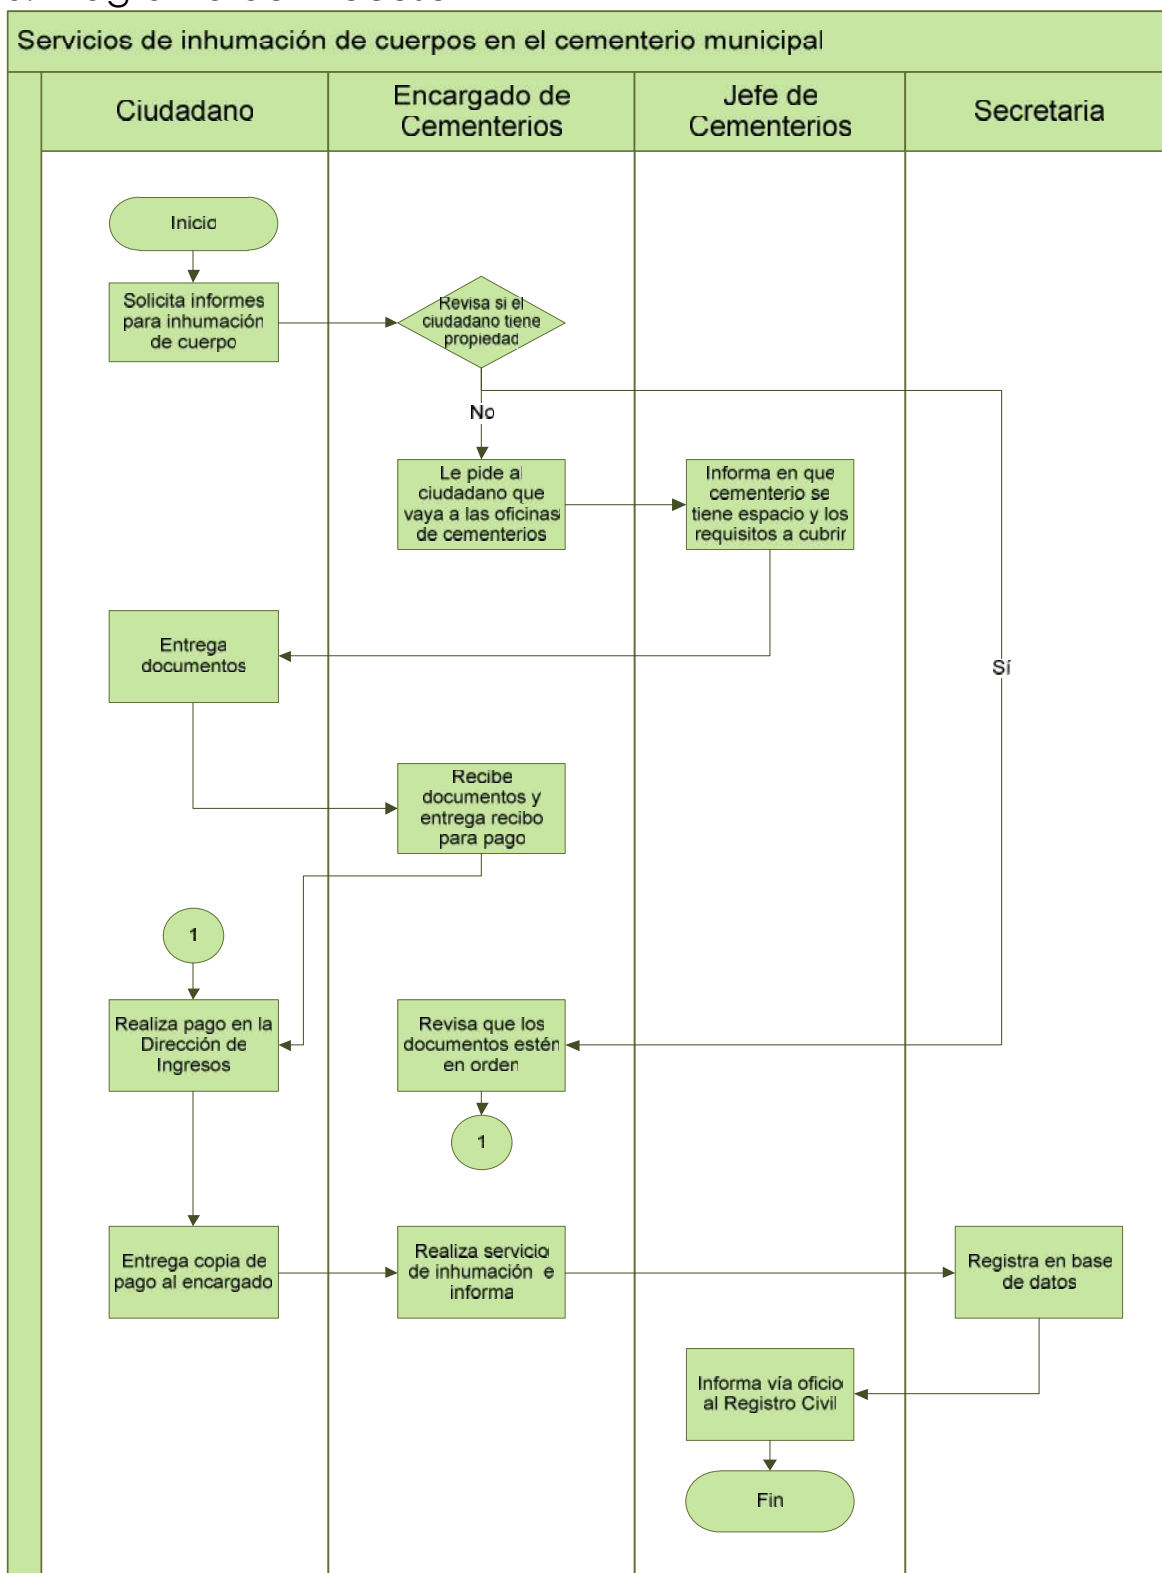 Servicios de inhumación de cuerpos en el cementerio municipal
Ciudadano
Encargado de
Cementerios
Jefe de
Cementerios
Secretaria
Inicio
Solicita informes
para inhumación
de cuerpo
Revisa si el
ciudadano tiene
propiedad
No
Le pide al
ciudadano que
vaya a las oficinas
de cementerios
Informa en que
cementerio se
tiene espacio y los
requisitos a cubrir
Entrega
documentos
Sí
Recibe
documentos y
entrega recibo
para pago
1
Realiza pago en la
Dirección de
Ingresos
Revisa que los
documentos estén
en orden
1
Entrega copia de
pago al encargado
Realiza servicio
de inhumación e
informa
Registra en base
de datos
Informa vía oficio
al Registro Civil
Fin